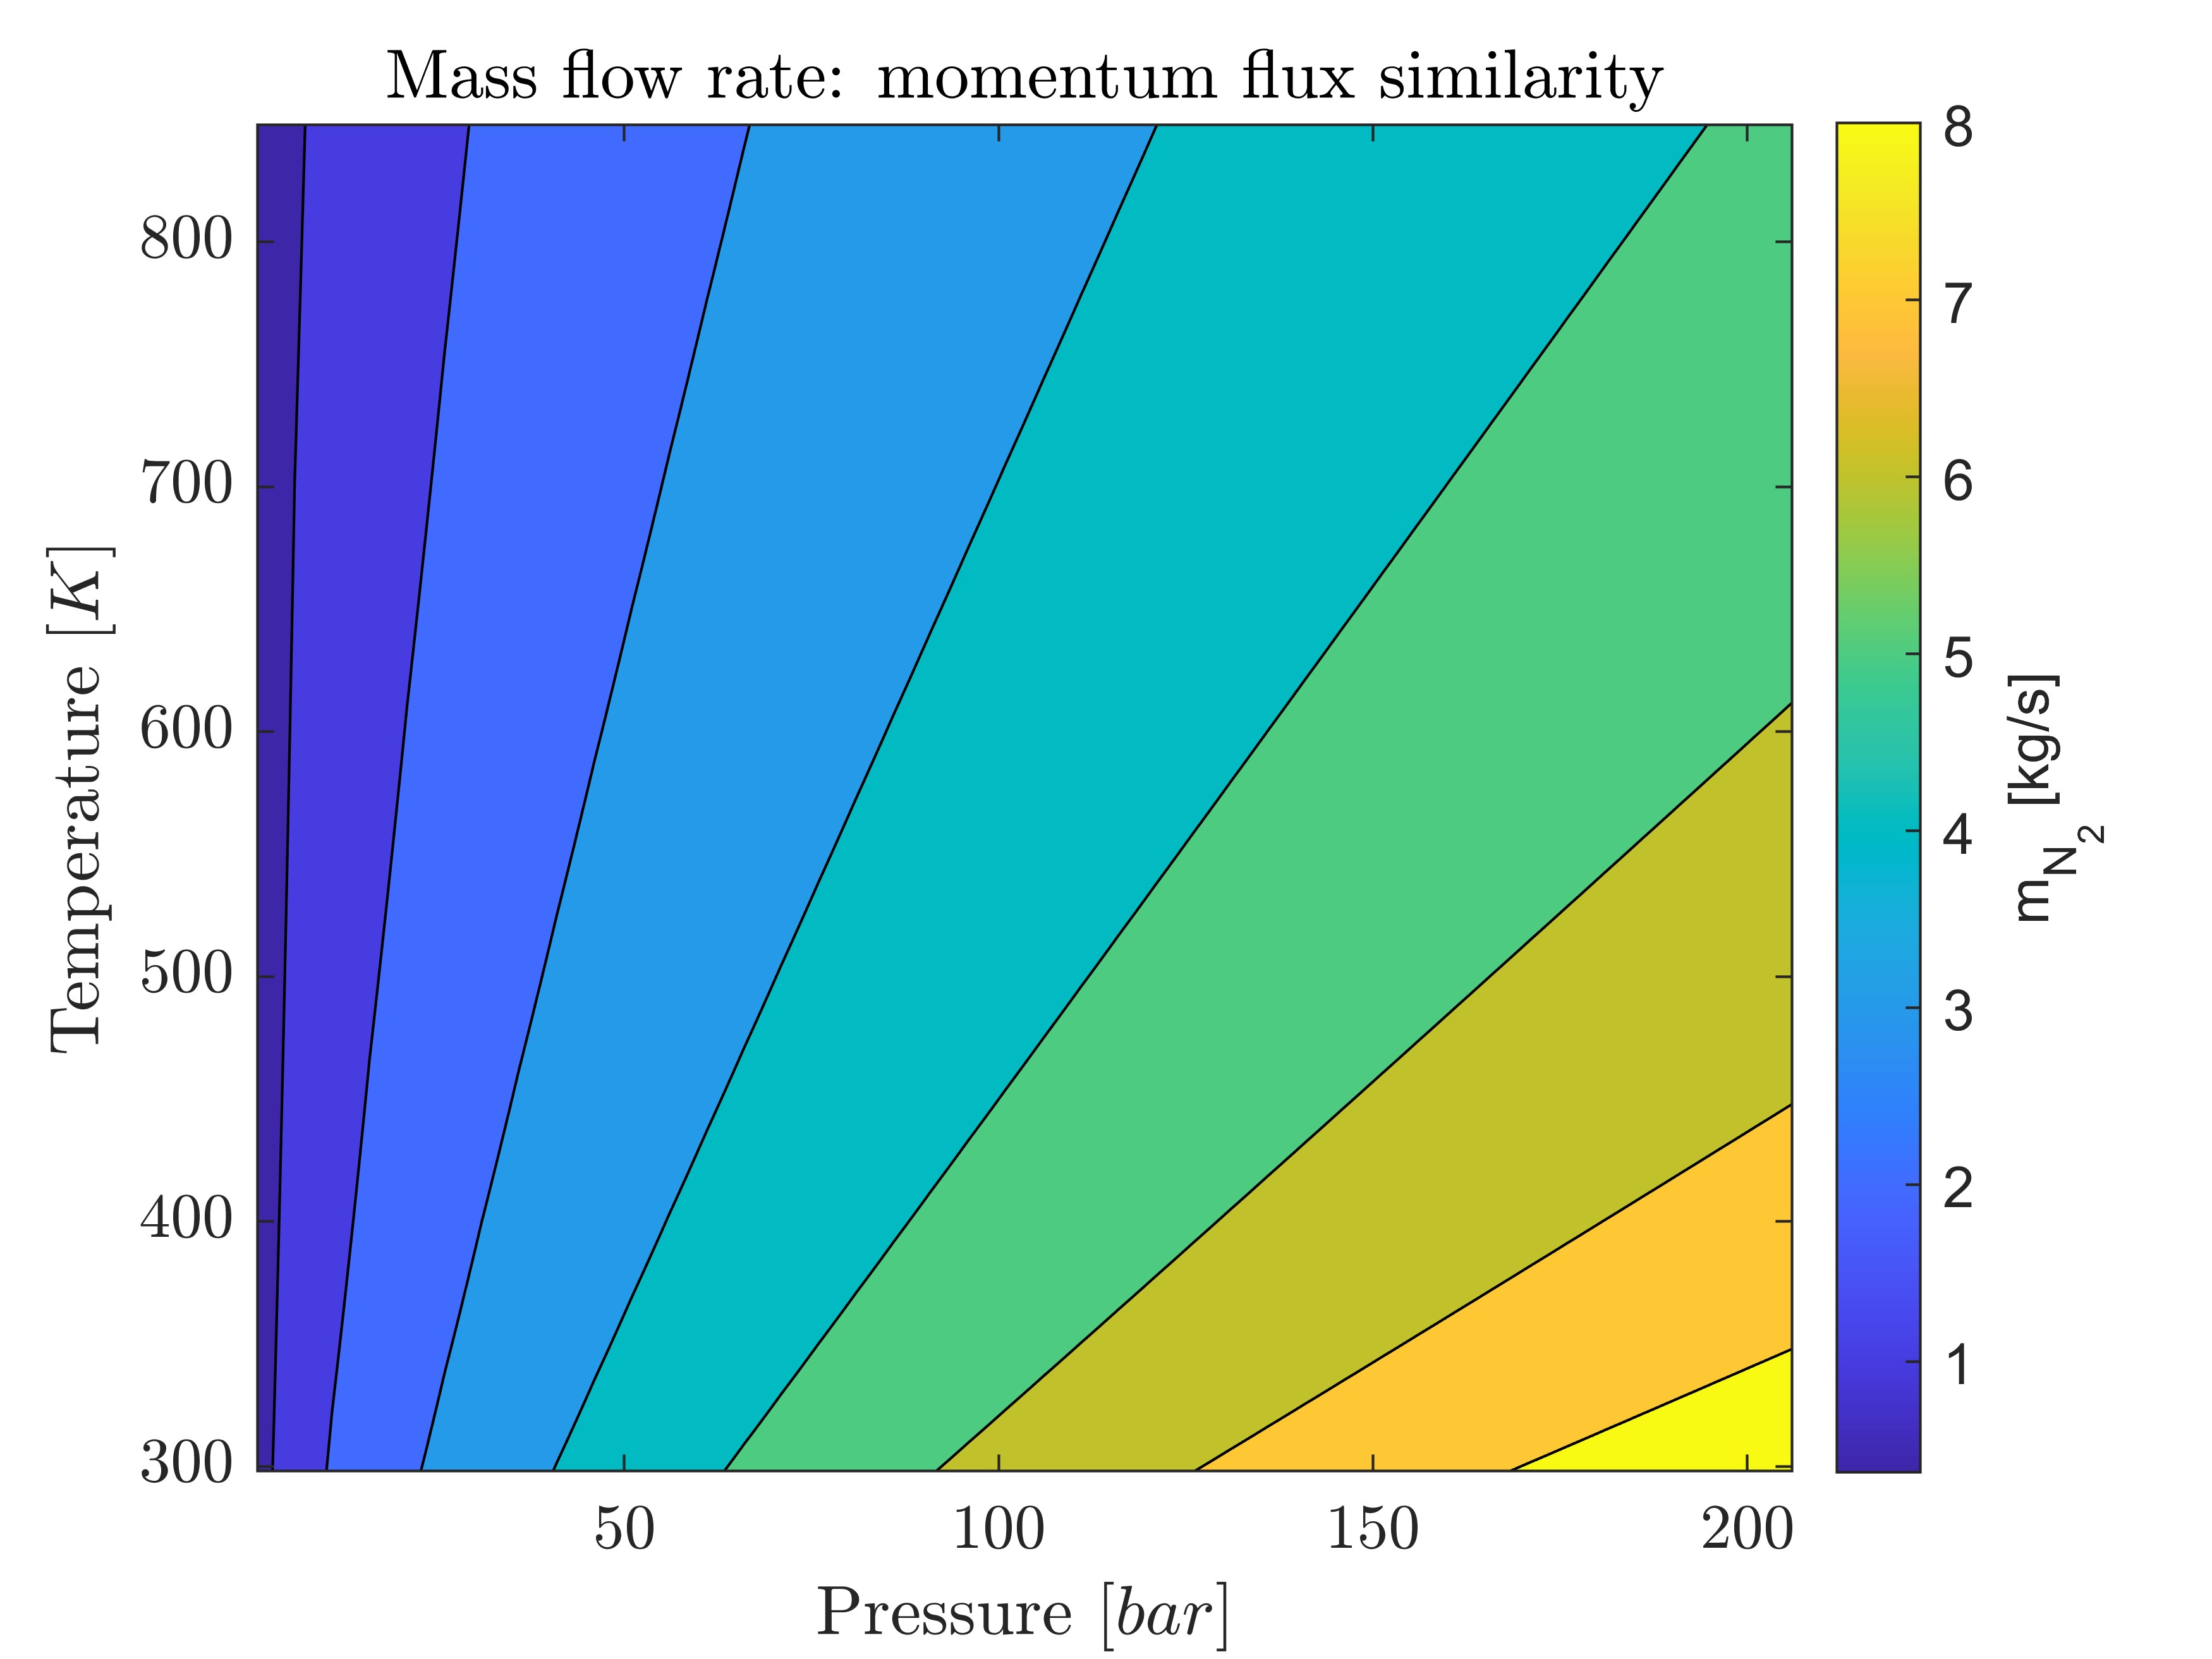 Mass flow rate: momentum flux similarity
800
700
600
500
400
300
Temperature [K]
50 100 150 200
Pressure [bar]
8
7
6
5
4
3
2
1
m_N_2 [kg/s]